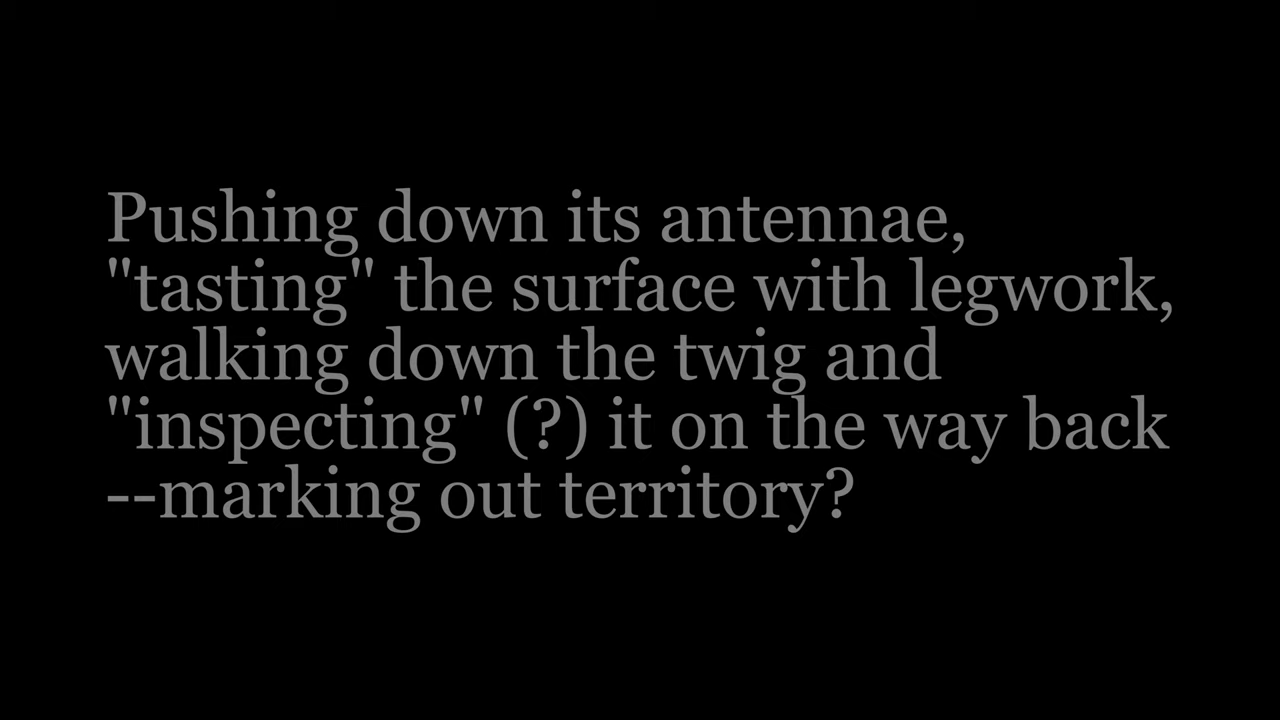 Pushing down its antennae,
"tasting" the surface with legwork,
walking down the twig and
"inspecting" (?) it on the way back
--marking out territory?